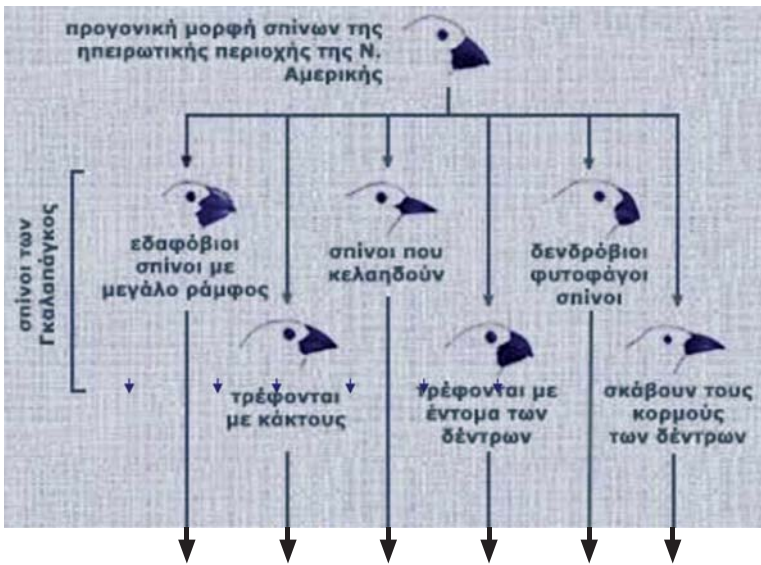 προγονική μορφή σπίνων της
ηπειρωτικής περιοχής της Ν.
Αμερικής
σπίνοι των
Γκαλαπάγκος
εδαφόβιοι
σπίνοι με
μεγάλο ράμφος
σπίνοι που
κελαηδούν
δενδρόβιοι
φυτοφάγοι
σπίνοι
τρέφονται
με κάκτους
τρέφονται με
έντομα των
δέντρων
σκάβουν τους
κορμούς
των δέντρων